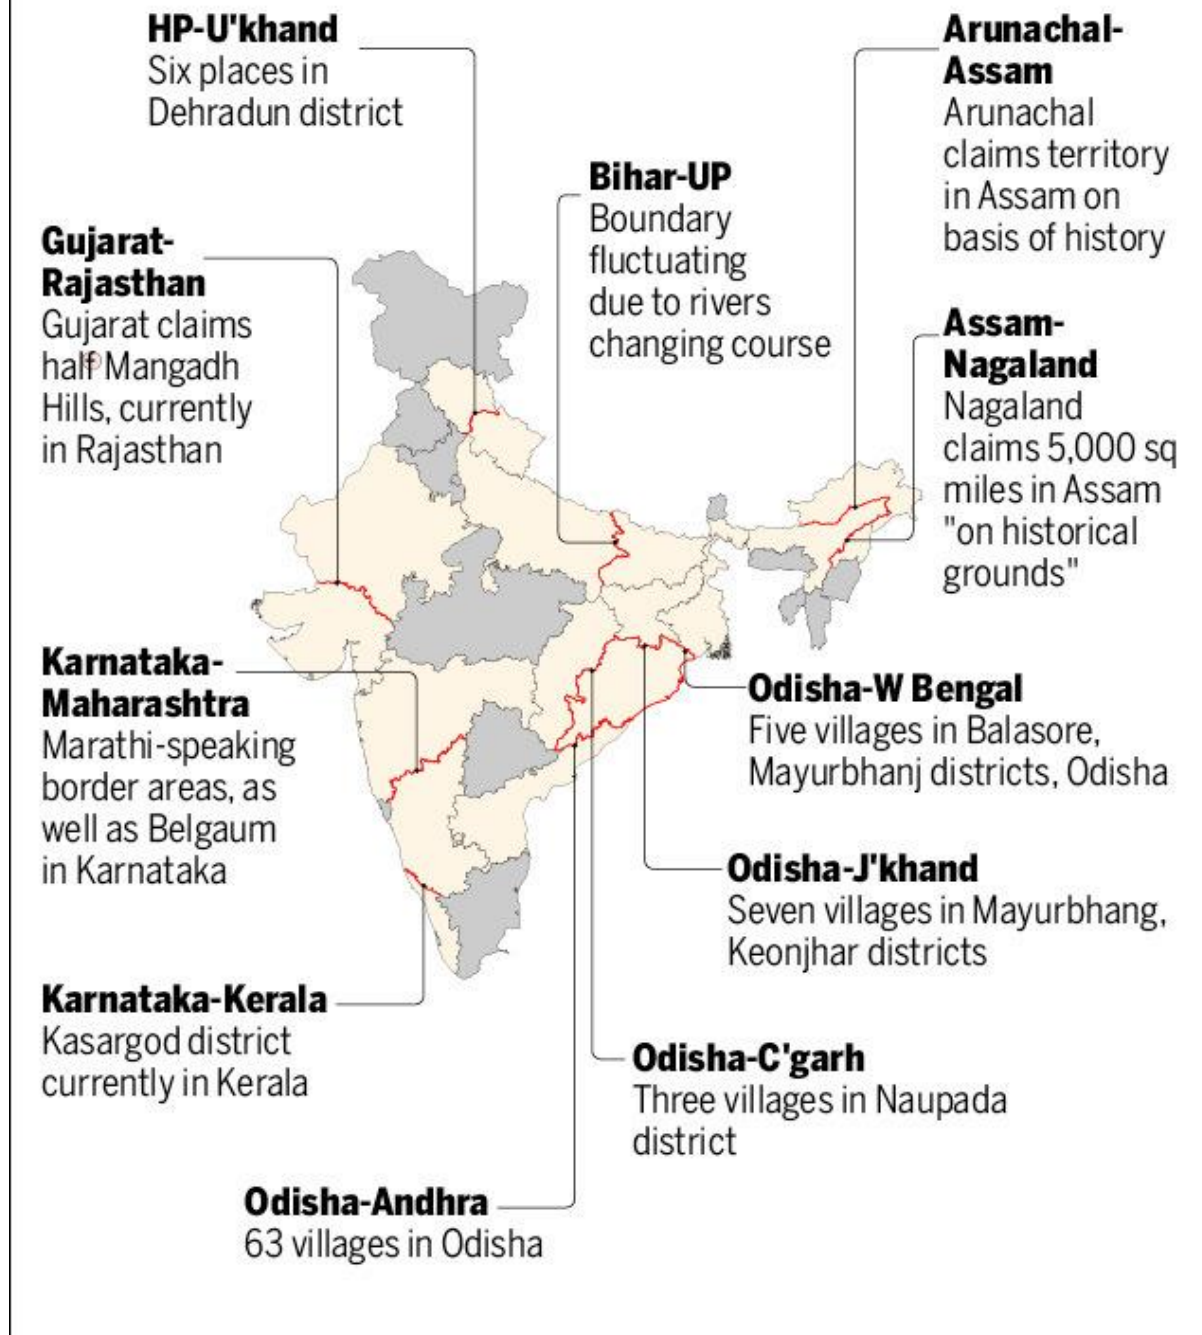 HP-U'khand
Six places in
Dehradun district
Arunachal-
Assam
Arunachal
claims territory
in Assam on
basis of history
Bihar-UP
Boundary
fluctuating
due to rivers
changing course
Gujarat-
Rajasthan
Gujarat claims
half Mangadh
Hills, currently
in Rajasthan
Assam-
Nagaland
Nagaland
claims 5,000 sq
miles in Assam
"on historical
grounds"
Karnataka-
Maharashtra
Marathi-speaking
border areas, as
well as Belgaum
in Karnataka
Odisha-W Bengal
Five villages in Balasore,
Mayurbhanj districts, Odisha
Odisha-J'khand
Seven villages in Mayurbhang,
Keonjhar districts
Karnataka-Kerala
Kasargod district
currently in Kerala
Odisha-C'garh
Three villages in Naupada
district
Odisha-Andhra
63 villages in Odisha